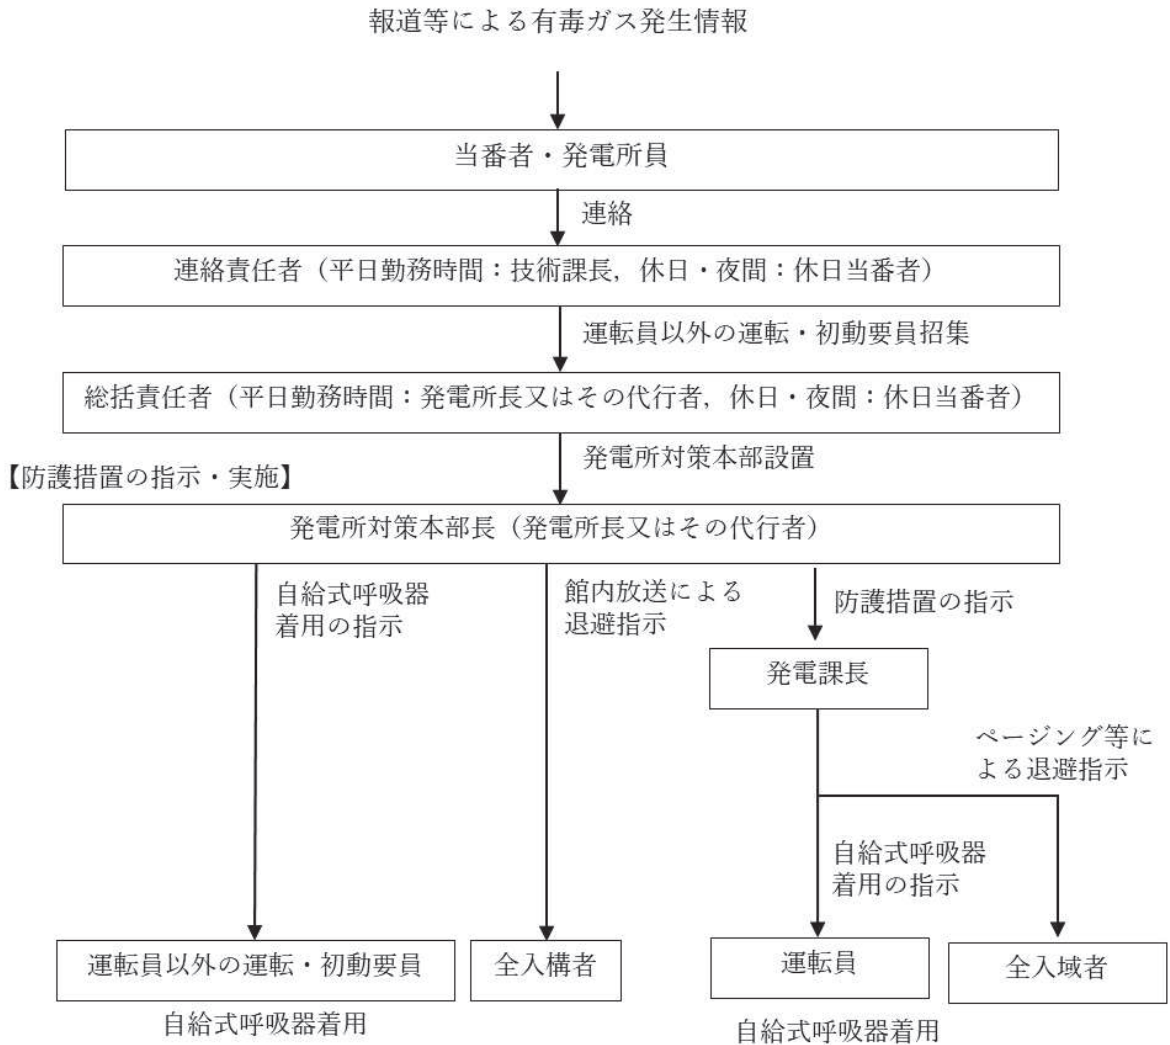 報道等による有毒ガス発生情報
当番者・発電所員
連絡
連絡責任者（平日勤務時間：技術課長，休日・夜間：休日当番者）
運転員以外の運転・初動要員招集
総括責任者（平日勤務時間：発電所長又はその代行者，休日・夜間：休日当番者）
発電所対策本部設置
【防護措置の指示・実施】
発電所対策本部長（発電所長又はその代行者）
自給式呼吸器
着用の指示
館内放送による
退避指示
防護措置の指示
発電課長
ページング等に
よる退避指示
自給式呼吸器
着用の指示
運転員以外の運転・初動要員
全入構者
運転員
全入域者
自給式呼吸器着用
自給式呼吸器着用